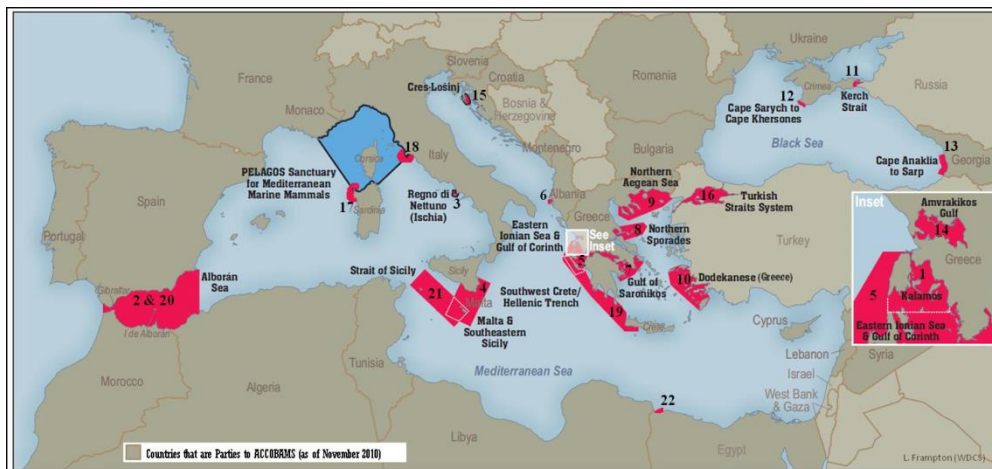 Ukraine
Slovenia
France
Croatia
Romania
Russia
11
Cres-Lošinj
15
12
Crimea
Kerch
Strait
Monaco
Bosnia &
Herzegovina
Cape Sarych to
Cape Khersones
18
Montenegro
Black Sea
13
Corsica
Italy
Bulgaria
Cape Anaklia
to Sarp
Georgia
PELAGOS Sanctuary
for Mediterranean
Marine Mammals
Northern
Aegean Sea
Spain
Regno di
Nettuno
(Ischia)
3
6
Albania
9
16
Turkish
Straits System
Inset
Amvrakikos
Gulf
14
17
Sardinia
Greece
Eastern
Ionian Sea &
Gulf of Corinth
See
Inset
8
Northern
Sporades
Greece
Portugal
Turkey
1
Alborán
Sea
Strait of Sicily
Sicily
5
7
Gulf of
Saronikos
10
Dodekanese (Greece)
5
Kalamos
Gibraltar
2 & 20
21
4
Malta
Southwest Crete/
Hellenic Trench
19
Crete
Eastern Ionian Sea
& Gulf of Corinth
I de Alborán
Malta &
Southeastern
Sicily
Cyprus
Lebanon
Syria
Morocco
Algeria
Tunisia
Mediterranean Sea
Israel
West Bank
& Gaza
Jordan
22
Libya
Egypt
Countries that are Parties to ACCOBAMS (as of November 2010)
L. Frampton (WDCS)